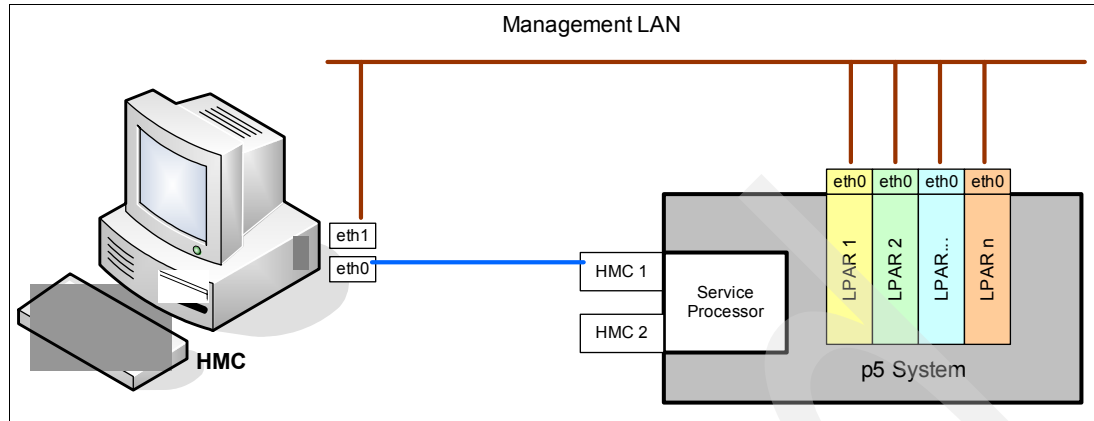 Management LAN
eth1
eth0
HMC
HMC 1
HMC 2
Service
Processor
eth0 eth0 eth0 eth0
LPAR 1
LPAR 2
LPAR...
LPAR n
p5 System